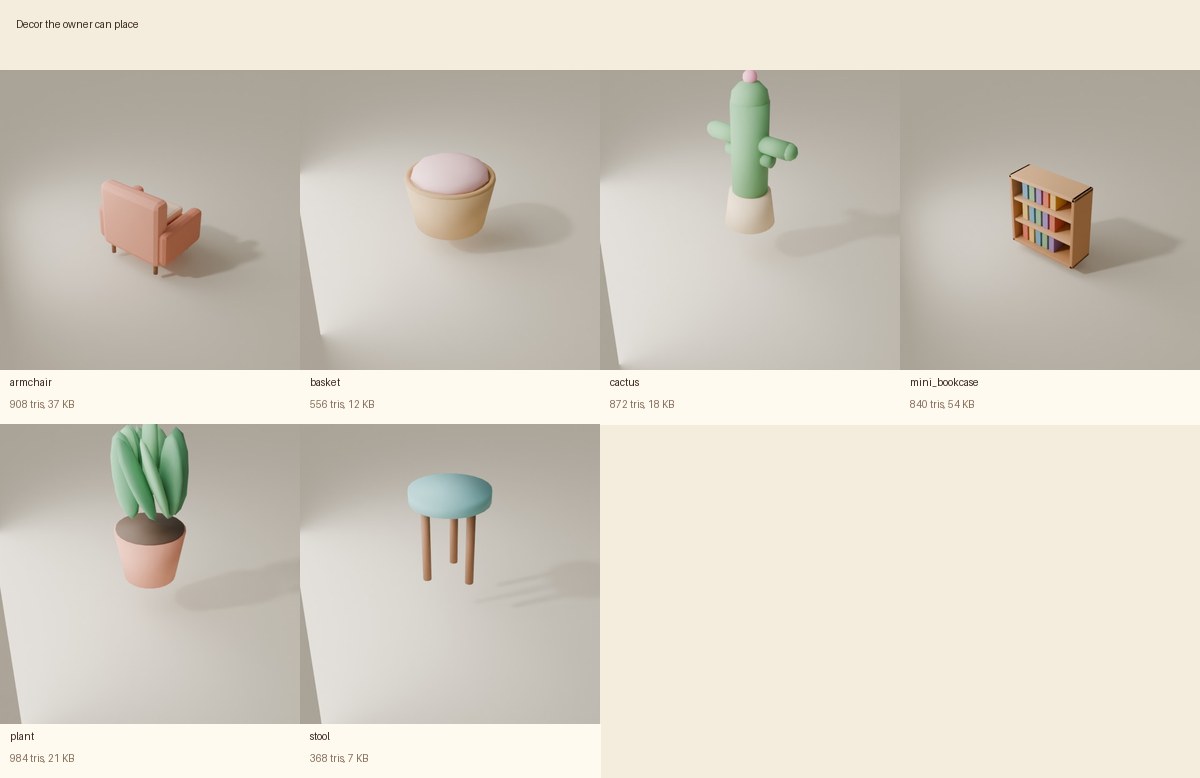 Decor the owner can place
armchair
908 tris, 37 KB
basket
556 tris, 12 KB
cactus
872 tris, 18 KB
mini_bookcase
840 tris, 54 KB
plant
984 tris, 21 KB
stool
368 tris, 7 KB